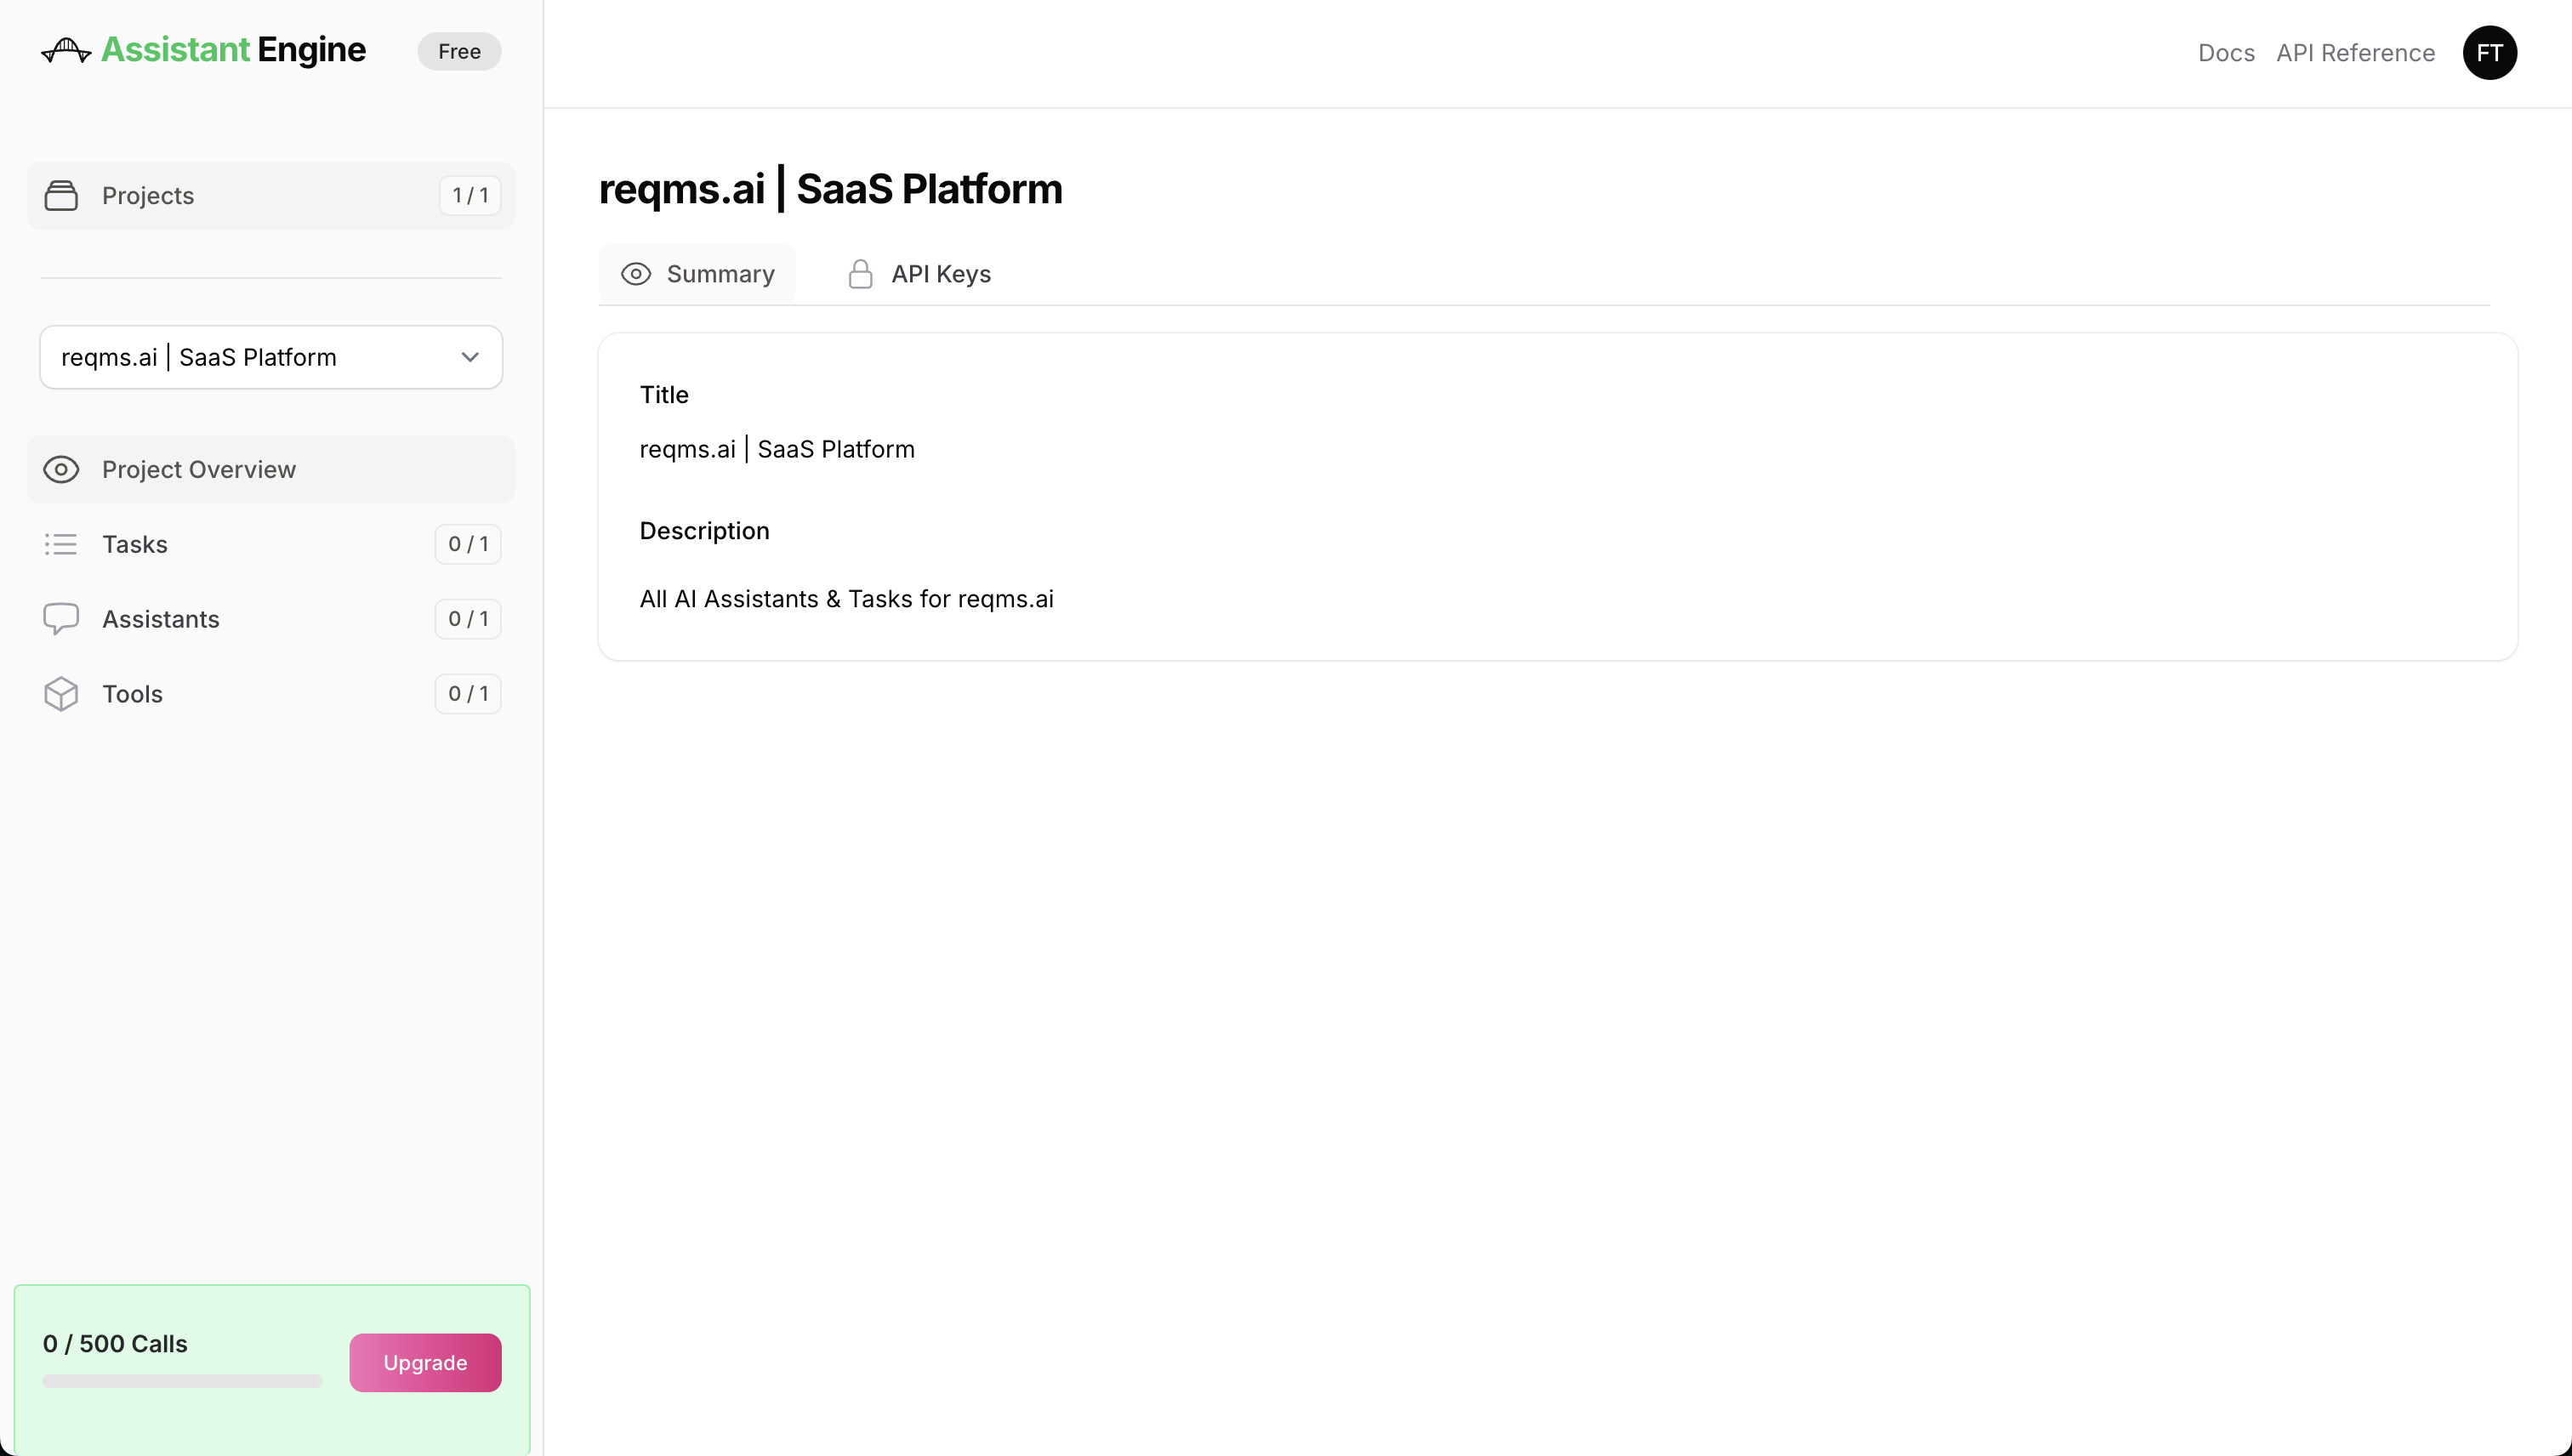 Assistant Engine
Free
Docs
API Reference
FT
Projects
1 / 1
reqms.ai | SaaS Platform
Project Overview
Tasks
0 / 1
Assistants
0 / 1
Tools
0 / 1
0 / 500 Calls
Upgrade
reqms.ai | SaaS Platform
Summary
API Keys
Title
reqms.ai | SaaS Platform
Description
All AI Assistants & Tasks for reqms.ai